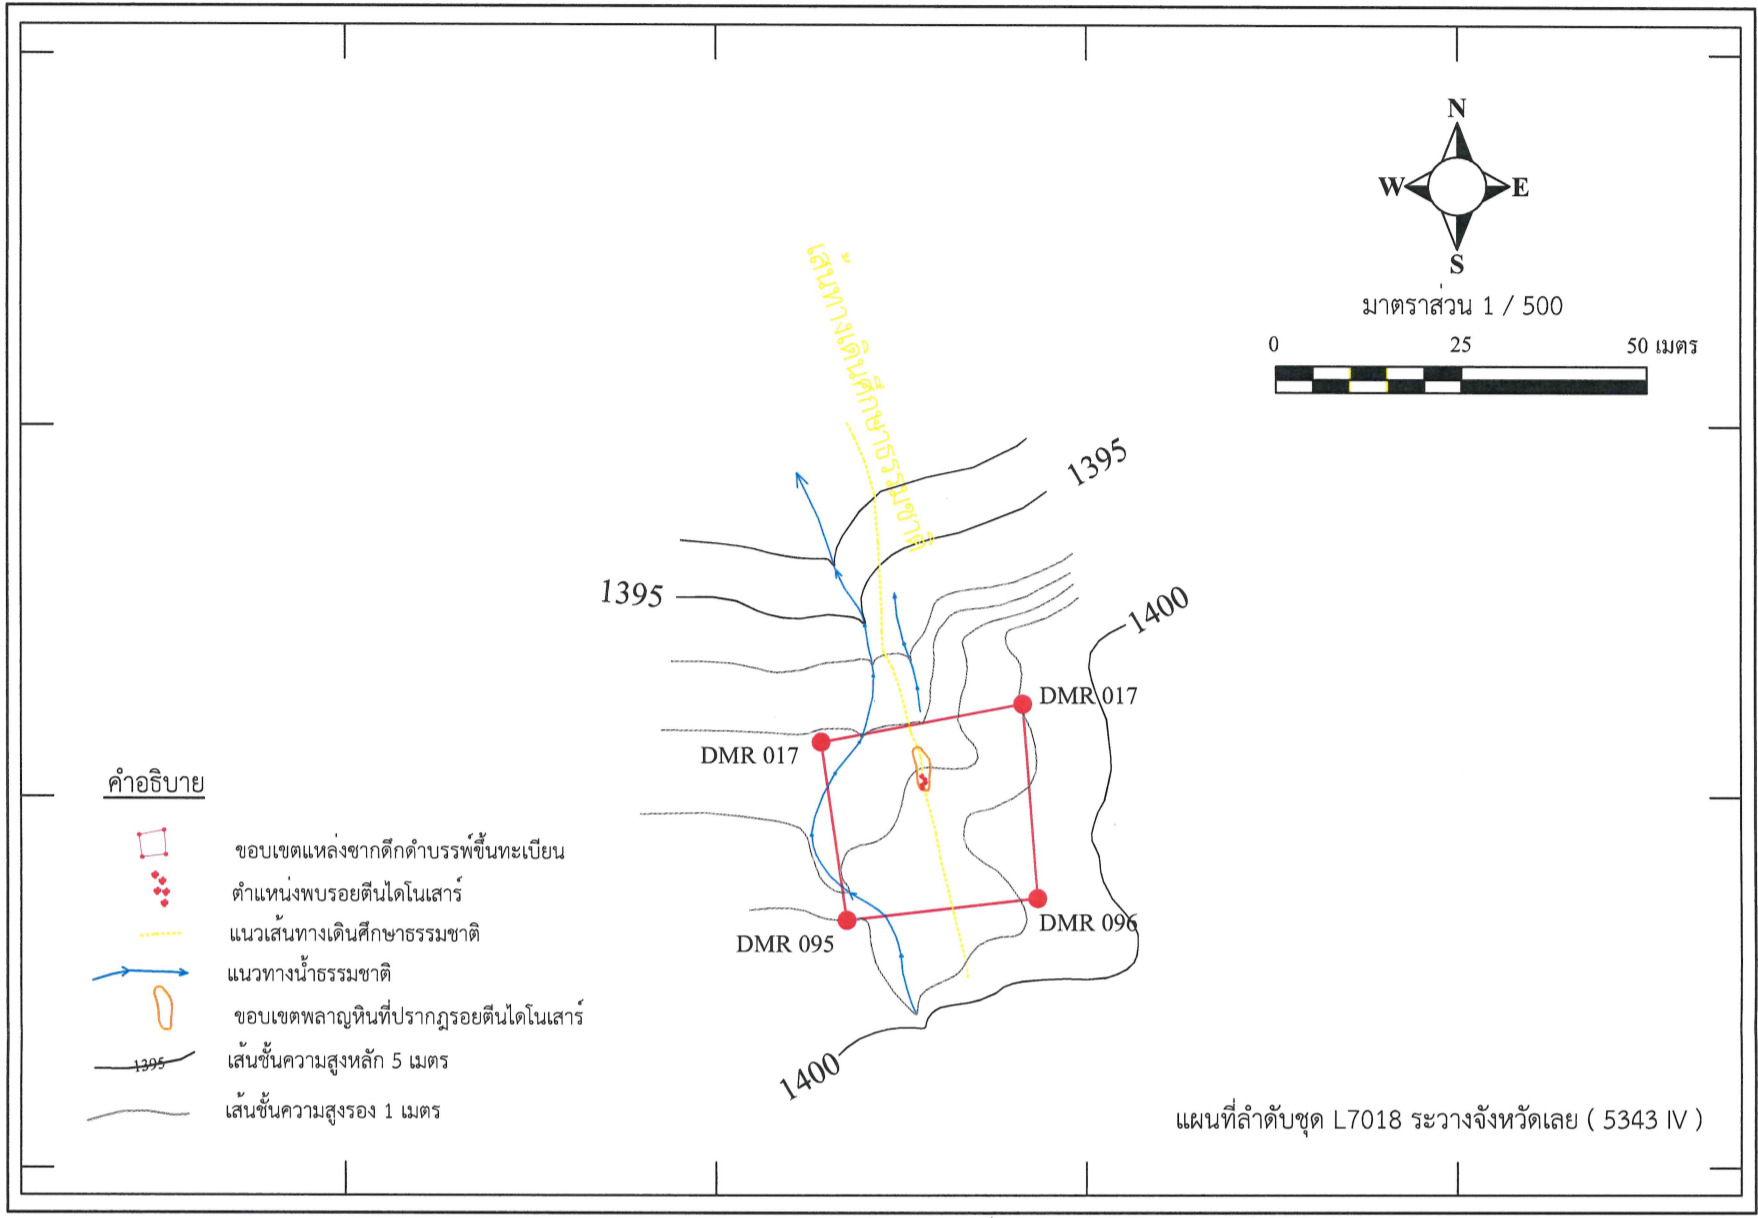 N
W E
S
มาตราส่วน 1 / 500
0 25 50 เมตร
เส้นทางเดินศึกษาธรรมชาติ
1395
1395
1400
DMR 017
DMR 017
DMR 095
DMR 096
1400
คำอธิบาย
ขอบเขตแหล่งซากดึกดำบรรพ์ขึ้นทะเบียน
ตำแหน่งพบรอยตีนไดโนเสาร์
แนวเส้นทางเดินศึกษาธรรมชาติ
แนวทางน้ำธรรมชาติ
ขอบเขตพลาญหินที่ปรากฎรอยตีนไดโนเสาร์
1395 เส้นชั้นความสูงหลัก 5 เมตร
เส้นชั้นความสูงรอง 1 เมตร
แผนที่ลำดับชุด L7018 ระวางจังหวัดเลย ( 5343 IV )